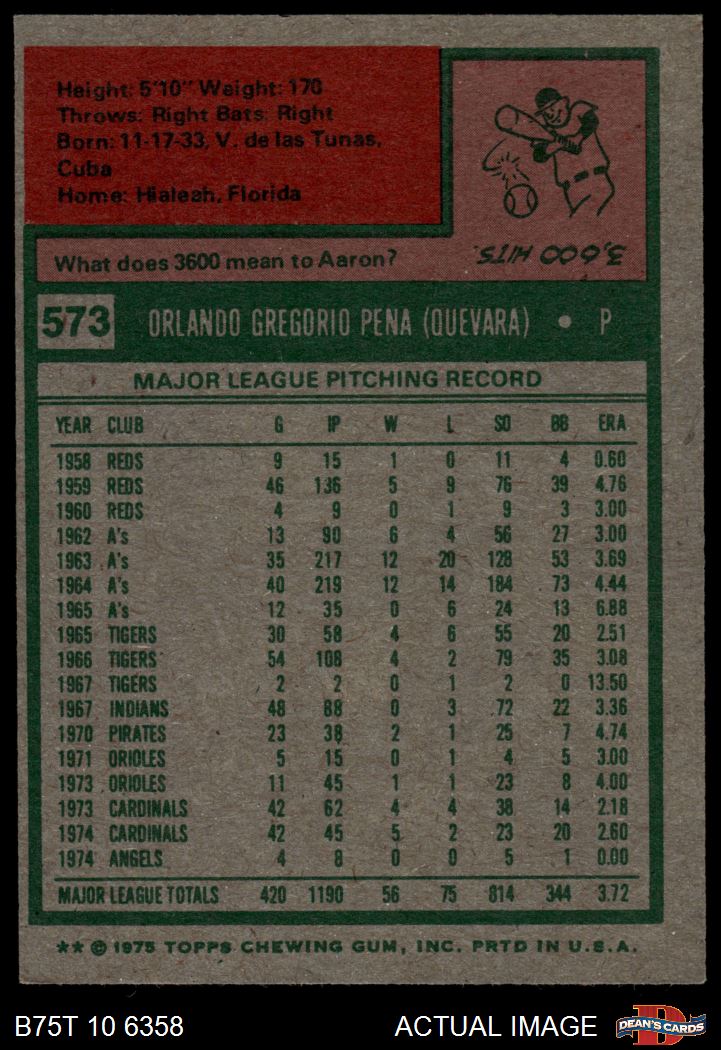 Height: 5'10" Weight: 170
Throws: Right Bats: Right
Born: 11-17-33, V. de las Tunas,
Cuba
Home: Hialeah, Florida
3,600 HITS.
What does 3600 mean to Aaron?
573 ORLANDO GREGORIO PENA (QUEVARA) • P
MAJOR LEAGUE PITCHING RECORD
YEAR CLUB G IP W L SO BB ERA
1958 REDS 9 15 1 0 11 4 0.60
1959 REDS 46 136 5 9 76 39 4.76
1960 REDS 4 9 0 1 9 3 3.00
1962 A's 13 90 6 4 56 27 3.00
1963 A's 35 217 12 20 128 53 3.69
1964 A's 40 219 12 14 184 73 4.44
1965 A's 12 35 0 6 24 13 6.88
1965 TIGERS 30 58 4 6 55 20 2.51
1966 TIGERS 54 108 4 2 79 35 3.08
1967 TIGERS 2 2 0 1 2 0 13.50
1967 INDIANS 48 88 0 3 72 22 3.36
1970 PIRATES 23 38 2 1 25 7 4.74
1971 ORIOLES 5 15 0 1 4 5 3.00
1973 ORIOLES 11 45 1 1 23 8 4.00
1973 CARDINALS 42 62 4 4 38 14 2.18
1974 CARDINALS 42 45 5 2 23 20 2.60
1974 ANGELS 4 8 0 0 5 1 0.00
MAJOR LEAGUE TOTALS 420 1190 56 75 814 344 3.72
** © 1975 TOPPS CHEWING GUM, INC. PRTD IN U.S.A.
B75T 10 6358 ACTUAL IMAGE D DEAN'S CARDS